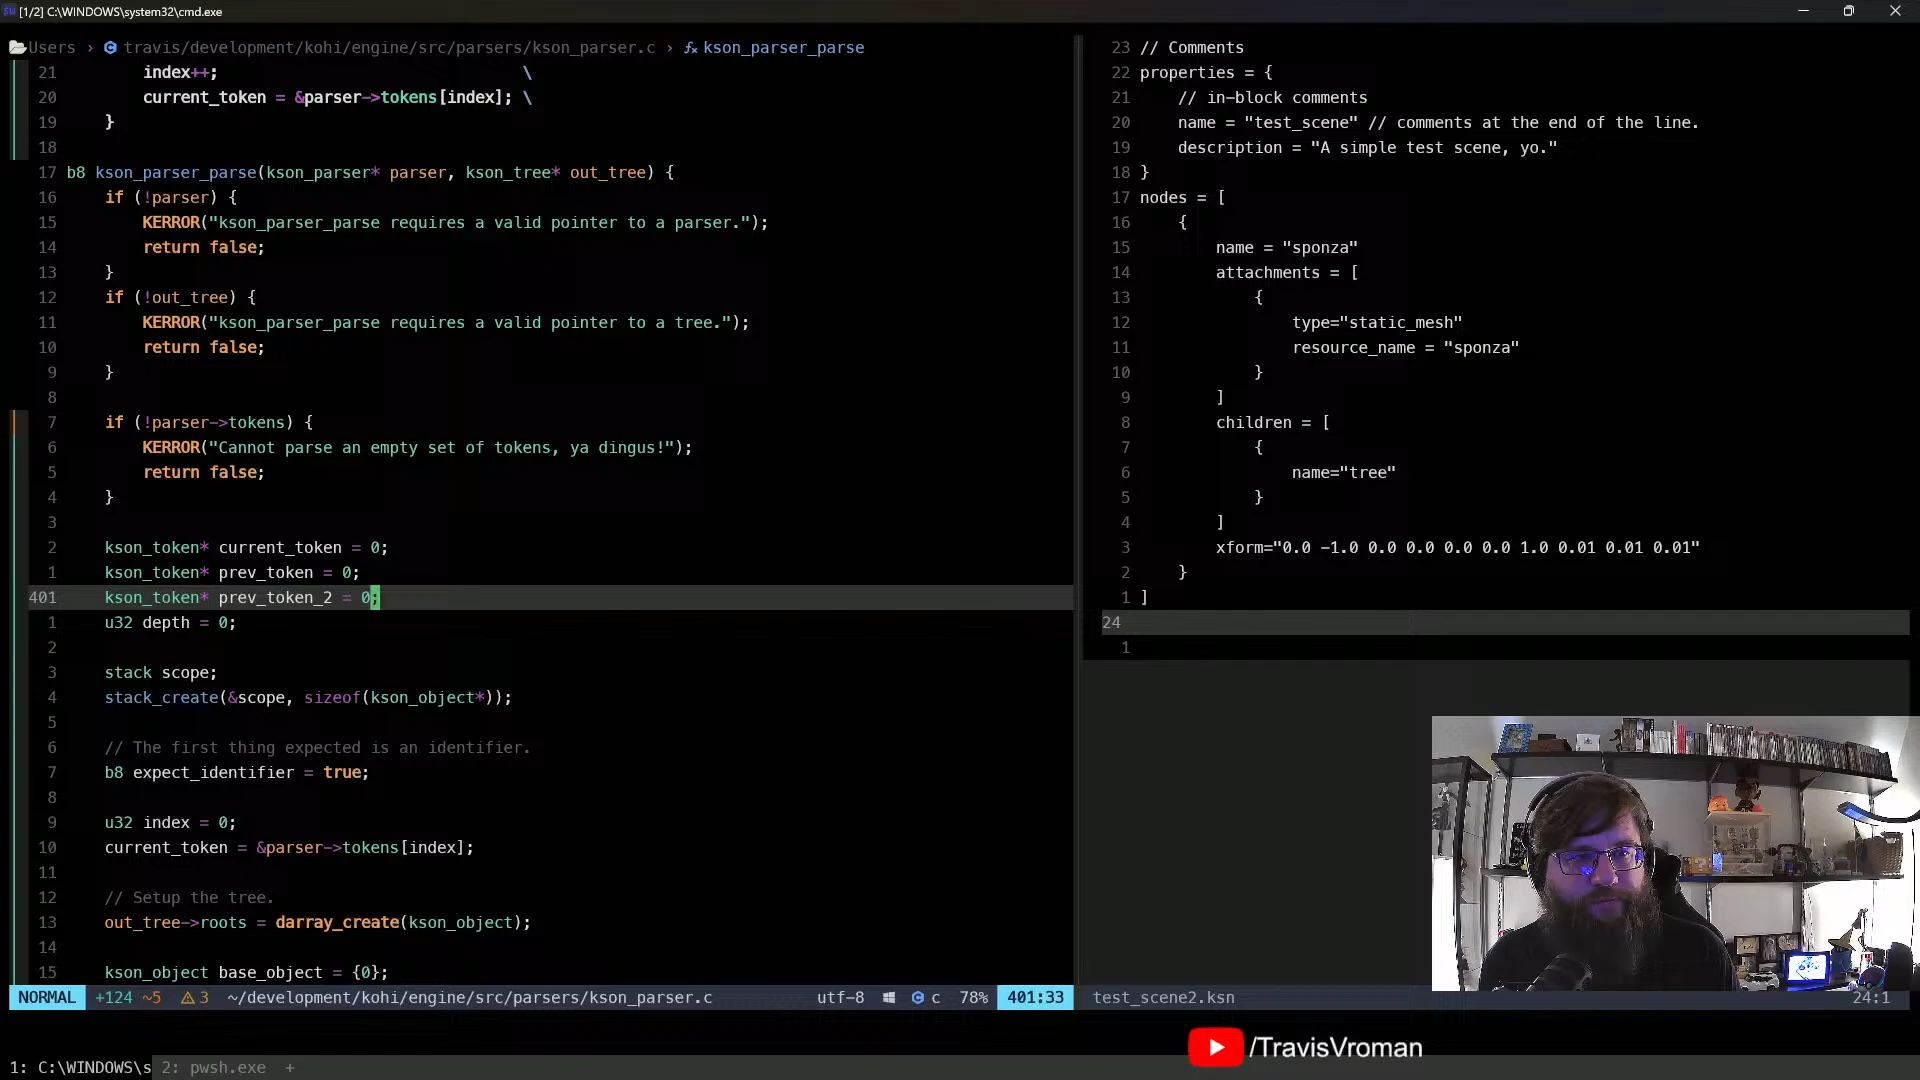 [1/2] C:\WINDOWS\system32\cmd.exe
Users › travis/development/kohi/engine/src/parsers/kson_parser.c › fx kson_parser_parse
21 index++; \
20 current_token = &parser->tokens[index]; \
19 }
18
17 b8 kson_parser_parse(kson_parser* parser, kson_tree* out_tree) {
16 if (!parser) {
15 KERROR("kson_parser_parse requires a valid pointer to a parser.");
14 return false;
13 }
12 if (!out_tree) {
11 KERROR("kson_parser_parse requires a valid pointer to a tree.");
10 return false;
9 }
8
7 if (!parser->tokens) {
6 KERROR("Cannot parse an empty set of tokens, ya dingus!");
5 return false;
4 }
3
2 kson_token* current_token = 0;
1 kson_token* prev_token = 0;
401 kson_token* prev_token_2 = 0;
1 u32 depth = 0;
2
3 stack scope;
4 stack_create(&scope, sizeof(kson_object*));
5
6 // The first thing expected is an identifier.
7 b8 expect_identifier = true;
8
9 u32 index = 0;
10 current_token = &parser->tokens[index];
11
12 // Setup the tree.
13 out_tree->roots = darray_create(kson_object);
14
15 kson_object base_object = {0};
NORMAL +124 ~5 3 ~/development/kohi/engine/src/parsers/kson_parser.c utf-8 c 78% 401:33
23 // Comments
22 properties = {
21 // in-block comments
20 name = "test_scene" // comments at the end of the line.
19 description = "A simple test scene, yo."
18 }
17 nodes = [
16 {
15 name = "sponza"
14 attachments = [
13 {
12 type="static_mesh"
11 resource_name = "sponza"
10 }
9 ]
8 children = [
7 {
6 name="tree"
5 }
4 ]
3 xform="0.0 -1.0 0.0 0.0 0.0 0.0 1.0 0.01 0.01 0.01"
2 }
1 ]
24
1
test_scene2.ksn 24:1
/TravisVroman
1: C:\WINDOWS\s 2: pwsh.exe +